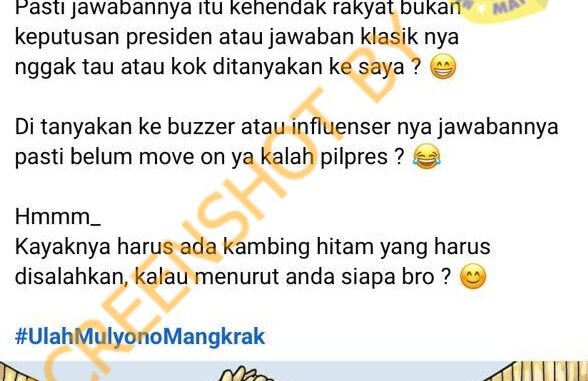 Pasti jawabannya itu kehendak rakyat bukan
keputusan presiden atau jawaban klasik nya
nggak tau atau kok ditanyakan ke saya ? 😁
Di tanyakan ke buzzer atau influenser nya jawabannya
pasti belum move on ya kalah pilpres ? 😂
Hmmm_
Kayaknya harus ada kambing hitam yang harus
disalahkan, kalau menurut anda siapa bro ? 😊
#UlahMulyonoMangkrak
CREENSHOT BY